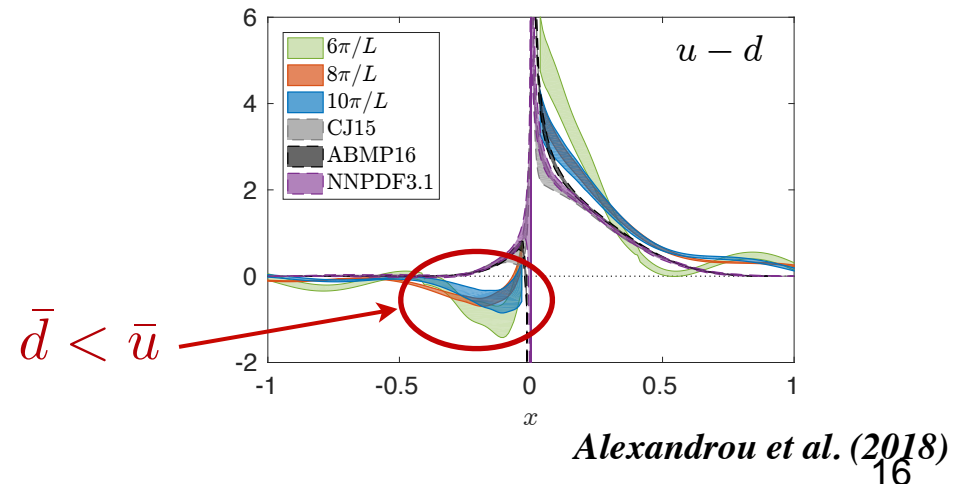 6
4
2
0
-2
6π/L
8π/L
10π/L
CJ15
ABMP16
NNPDF3.1
u − d
d̄ < ū
-1 -0.5 0 0.5 1
x
Alexandrou et al. (2018)
16